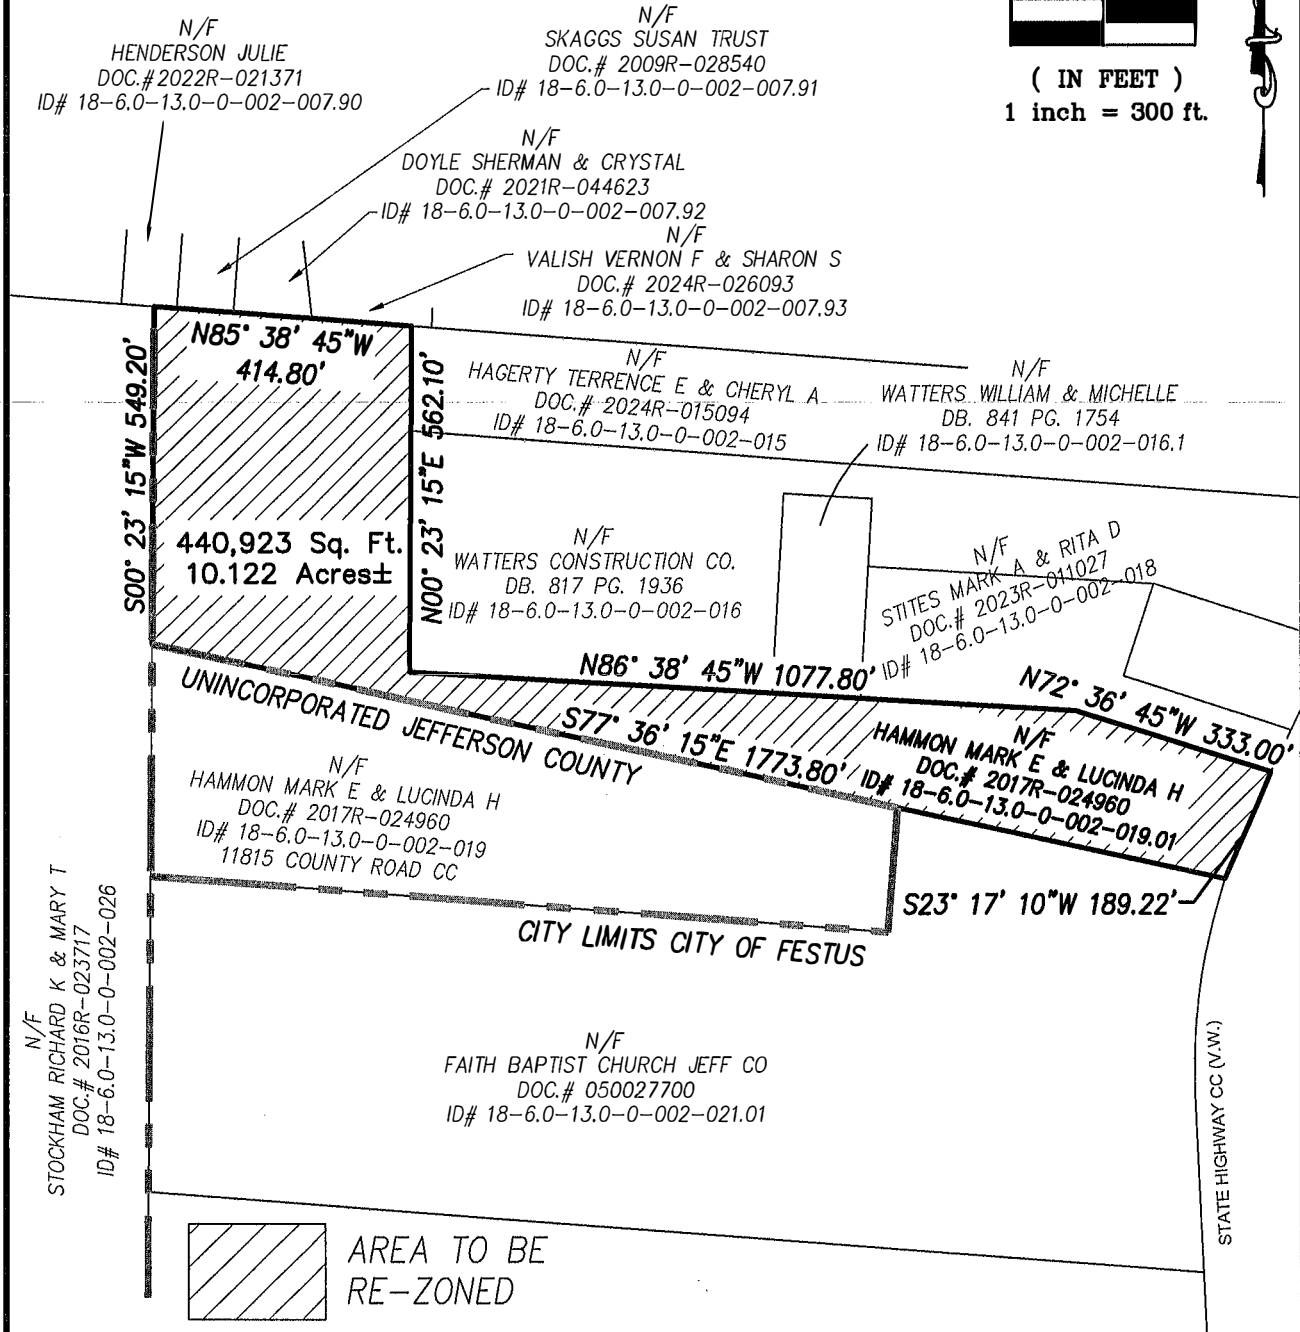 N/F
HENDERSON JULIE
DOC.# 2022R-021371
ID# 18-6.0-13.0-0-002-007.90
N/F
SKAGGS SUSAN TRUST
DOC.# 2009R-028540
ID# 18-6.0-13.0-0-002-007.91
( IN FEET )
1 inch = 300 ft.
N/F
DOYLE SHERMAN & CRYSTAL
DOC.# 2021R-044623
ID# 18-6.0-13.0-0-002-007.92
N/F
VALISH VERNON F & SHARON S
DOC.# 2024R-026093
ID# 18-6.0-13.0-0-002-007.93
N85° 38' 45"W
414.80'
S00° 23' 15"W 549.20'
N00° 23' 15"E 562.10'
N/F
HAGERTY TERRENCE E & CHERYL A
DOC.# 2024R-015094
ID# 18-6.0-13.0-0-002-015
N/F
WATTERS WILLIAM & MICHELLE
DB. 841 PG. 1754
ID# 18-6.0-13.0-0-002-016.1
440,923 Sq. Ft.
10.122 Acres±
N/F
WATTERS CONSTRUCTION CO.
DB. 817 PG. 1936
ID# 18-6.0-13.0-0-002-016
N/F
STITES MARK A & RITA D
DOC.# 2023R-011027
ID# 18-6.0-13.0-0-002-018
N86° 38' 45"W 1077.80'
N72° 36' 45"W 333.00'
UNINCORPORATED JEFFERSON COUNTY
S77° 36' 15"E 1773.80'
N/F
HAMMON MARK E & LUCINDA H
DOC.# 2017R-024960
ID# 18-6.0-13.0-0-002-019.01
N/F
HAMMON MARK E & LUCINDA H
DOC.# 2017R-024960
ID# 18-6.0-13.0-0-002-019
11815 COUNTY ROAD CC
S23° 17' 10"W 189.22'
CITY LIMITS CITY OF FESTUS
N/F
STOCKHAM RICHARD K & MARY T
DOC.# 2016R-023717
ID# 18-6.0-13.0-0-002-026
N/F
FAITH BAPTIST CHURCH JEFF CO
DOC.# 050027700
ID# 18-6.0-13.0-0-002-021.01
STATE HIGHWAY CC (V.W.)
AREA TO BE
RE-ZONED